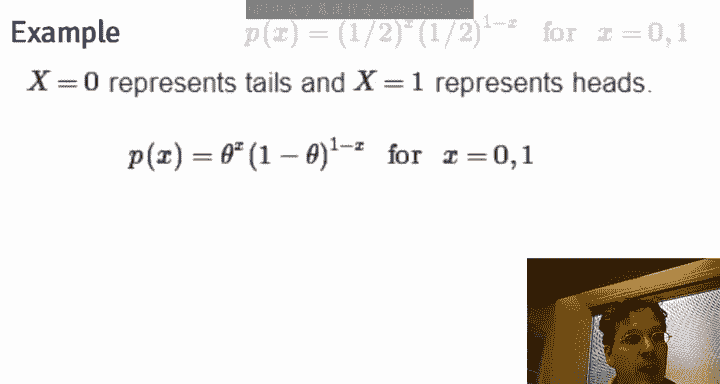 Example
p(x) = (1/2)^x (1/2)^{1−x} for x = 0, 1
X = 0 represents tails and X = 1 represents heads.
p(x) = θ^x (1 − θ)^{1−x} for x = 0, 1